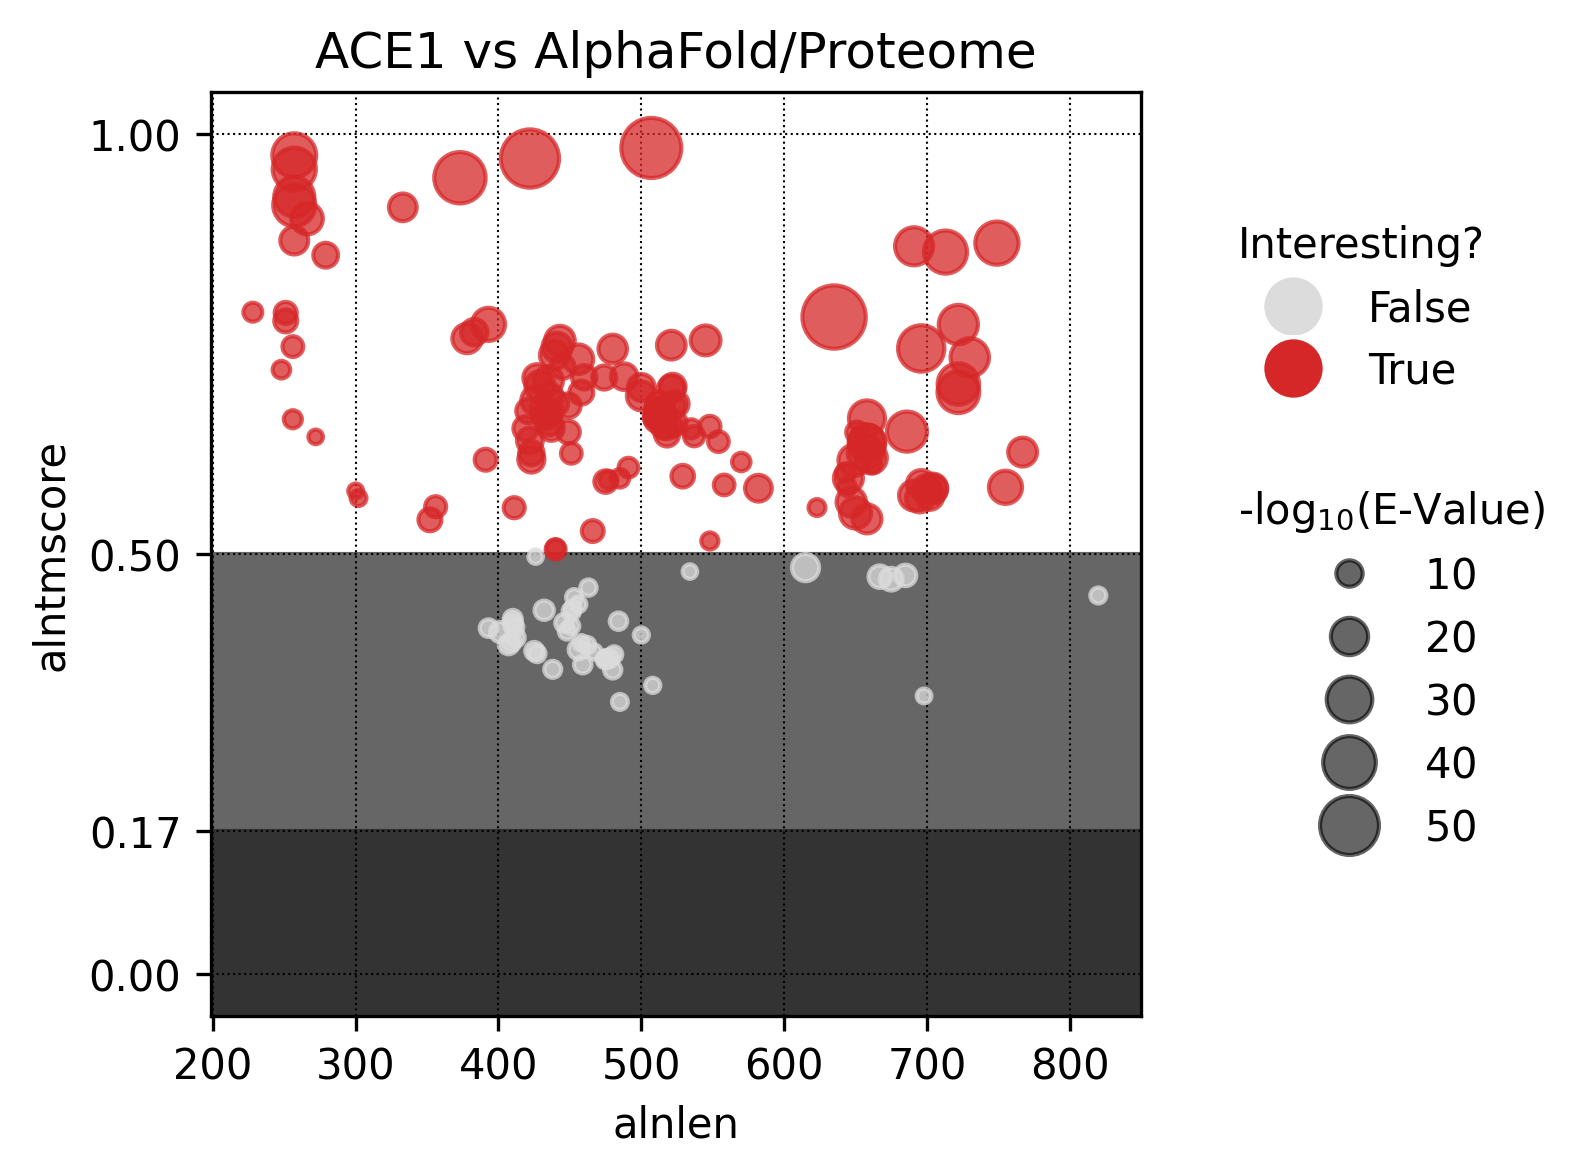 ACE1 vs AlphaFold/Proteome
alntmscore
1.00
0.50
0.17
0.00
200 300 400 500 600 700 800
alnlen
Interesting?
False
True
-log₁₀(E-Value)
10
20
30
40
50